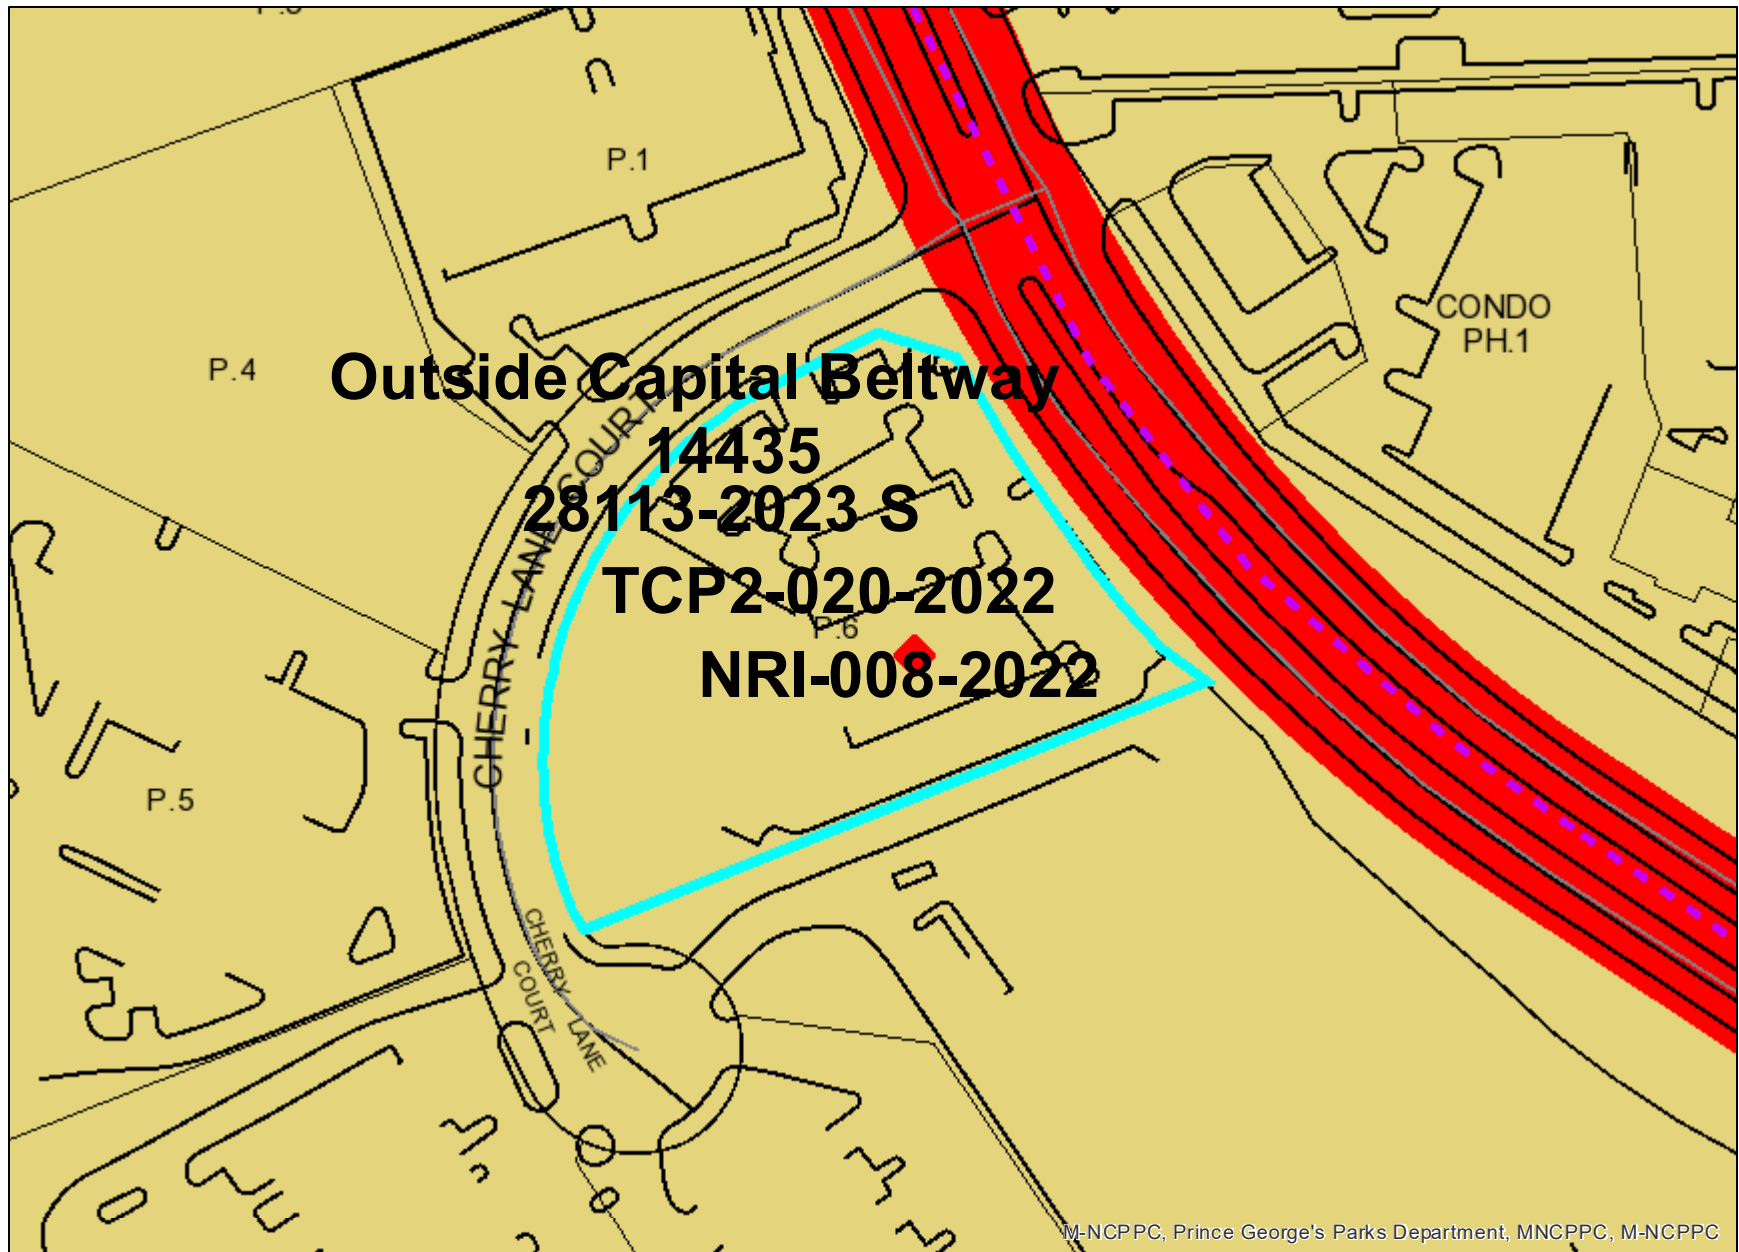 P.1
CONDO
PH.1
P.4
Outside Capital Beltway
14435
28113-2023 S
TCP2-020-2022
P.6
NRI-008-2022
CHERRY LANE COURT
P.5
CHERRY LANE
COURT
M-NCPPC, Prince George's Parks Department, MNCPPC, M-NCPPC